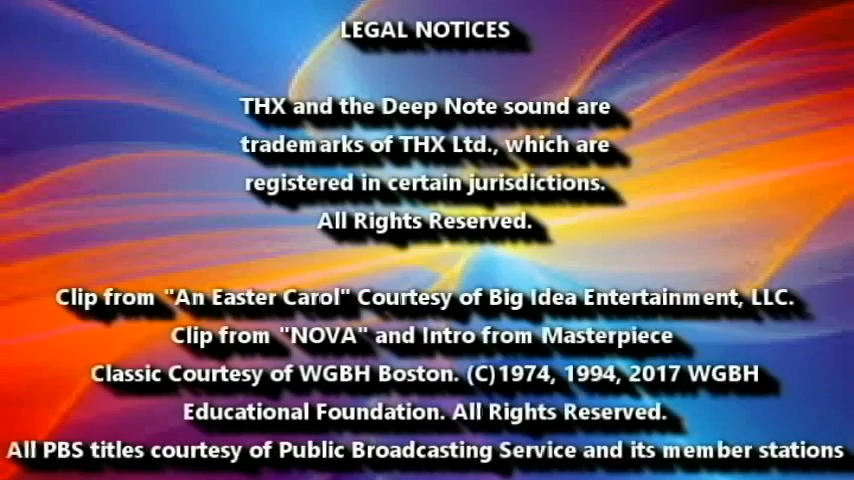 LEGAL NOTICES
THX and the Deep Note sound are
trademarks of THX Ltd., which are
registered in certain jurisdictions.
All Rights Reserved.
Clip from "An Easter Carol" Courtesy of Big Idea Entertainment, LLC.
Clip from "NOVA" and Intro from Masterpiece
Classic Courtesy of WGBH Boston. (C)1974, 1994, 2017 WGBH
Educational Foundation. All Rights Reserved.
All PBS titles courtesy of Public Broadcasting Service and its member stations